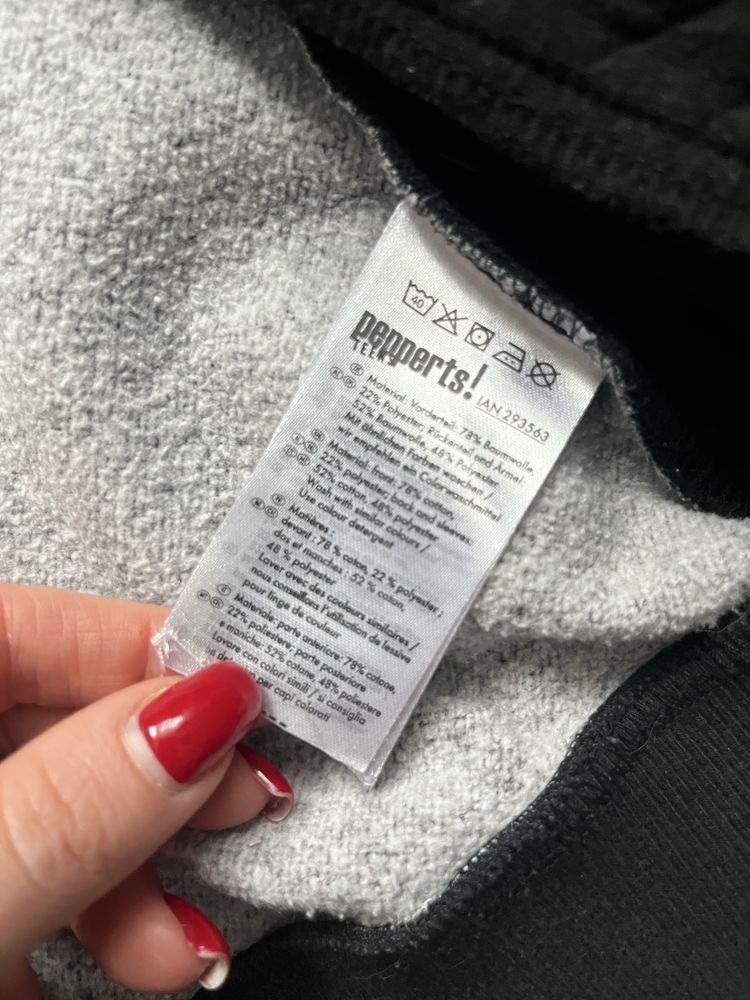 40
pepperts!
TEENS
IAN 293563
Material: Vorderteil: 78% Baumwolle,
22% Polyester; Rückenteil und Ärmel:
52% Baumwolle, 48% Polyester
Mit ähnlichen Farben waschen /
wir empfehlen ein Colorwaschmittel
Material: front: 78% cotton,
22% polyester; back and sleeves:
52% cotton, 48% polyester
Wash with similar colours /
Use colour detergent
Matières:
devant : 78 % coton, 22 % polyester ;
dos et manches : 52 % coton,
48 % polyester
Laver avec des couleurs similaires /
nous conseillons l'utilisation de lessive
pour linge de couleur
Materiale: parte anteriore: 78% cotone,
22% poliestere; parte posteriore
e maniche: 52% cotone, 48% poliestere
Lavare con colori simili / si consiglia
per capi colorati